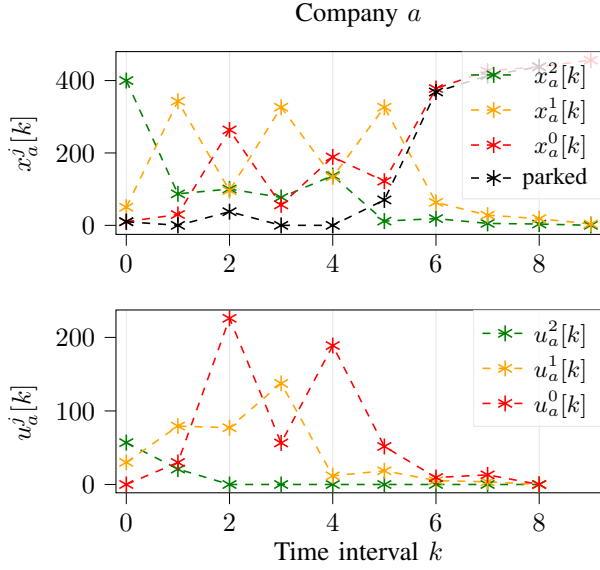 Company a
x_a^j[k]
400
200
0
x_a^2[k]
x_a^1[k]
x_a^0[k]
parked
0 2 4 6 8
u_a^j[k]
200
100
0
u_a^2[k]
u_a^1[k]
u_a^0[k]
0 2 4 6 8
Time interval k